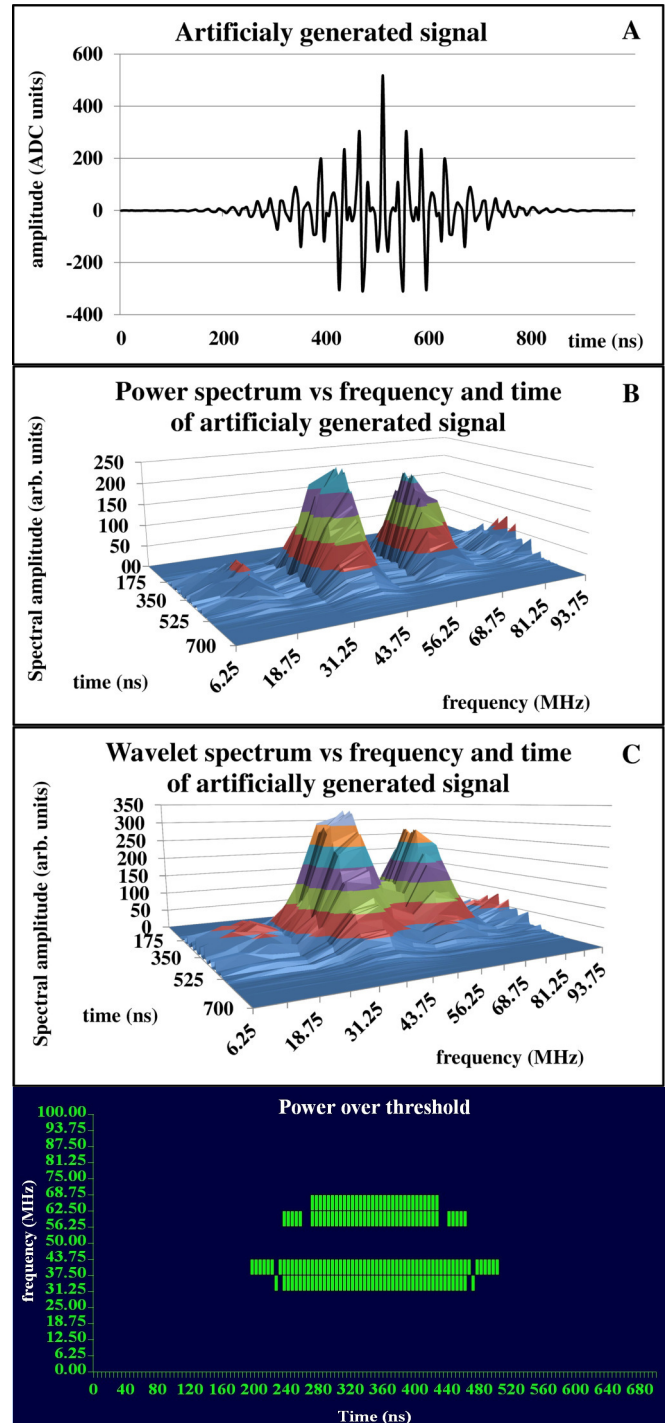 Artificialy generated signal
A
600
400
200
0
-200
-400
amplitude (ADC units)
0 200 400 600 800 time (ns)
Power spectrum vs frequency and time
of artificialy generated signal
B
250
200
150
100
50
00
175
350
525
700
Spectral amplitude (arb. units)
time (ns)
6.25 18.75 31.25 43.75 56.25 68.75 81.25 93.75
frequency (MHz)
Wavelet spectrum vs frequency and time
of artificially generated signal
C
350
300
250
200
150
100
50
0
175
350
525
700
Spectral amplitude (arb. units)
time (ns)
6.25 18.75 31.25 43.75 56.25 68.75 81.25 93.75
frequency (MHz)
Power over threshold
100.00
93.75
87.50
81.25
75.00
68.75
62.50
56.25
50.00
43.75
37.50
31.25
25.00
18.75
12.50
6.25
0.00
frequency (MHz)
0 40 80 120 160 200 240 280 320 360 400 440 480 520 560 600 640 680
Time (ns)